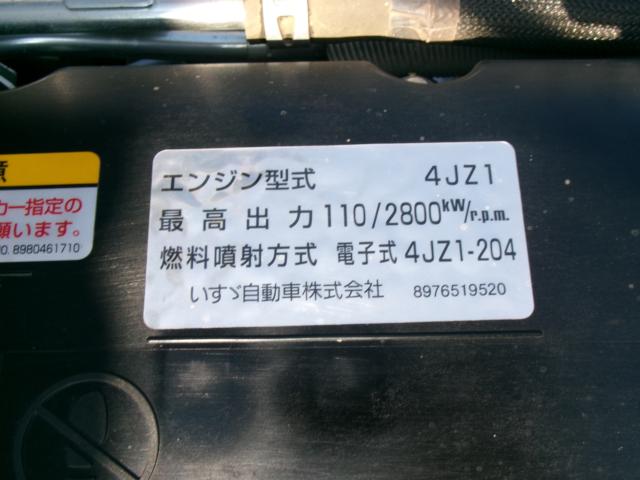 意
カー指定の
願います。
NO. 8980461710
エンジン型式 4JZ1
最高出力 110/2800kW/r.p.m.
燃料噴射方式 電子式 4JZ1-204
いすゞ自動車株式会社 8976519520